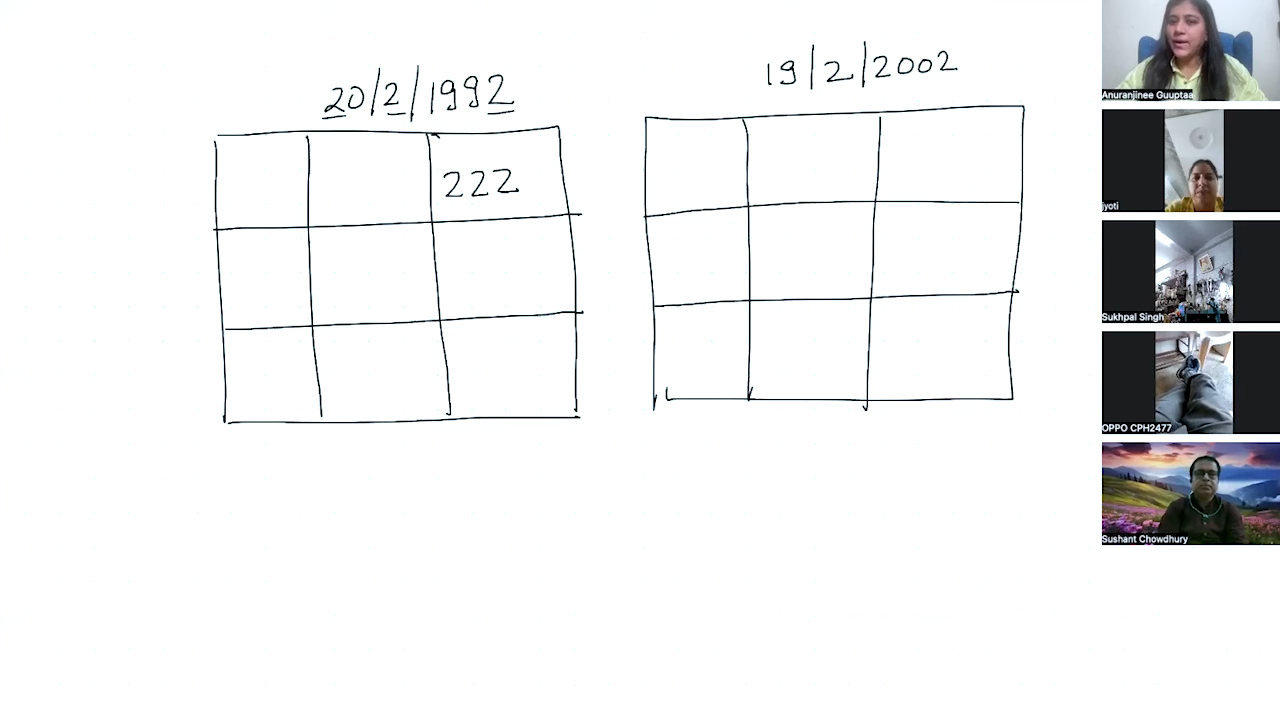 20/2/1992
222
19/2/2002
Anuranjinee Guuptaa
jyoti
Sukhpal Singh
OPPO CPH2477
Sushant Chowdhury